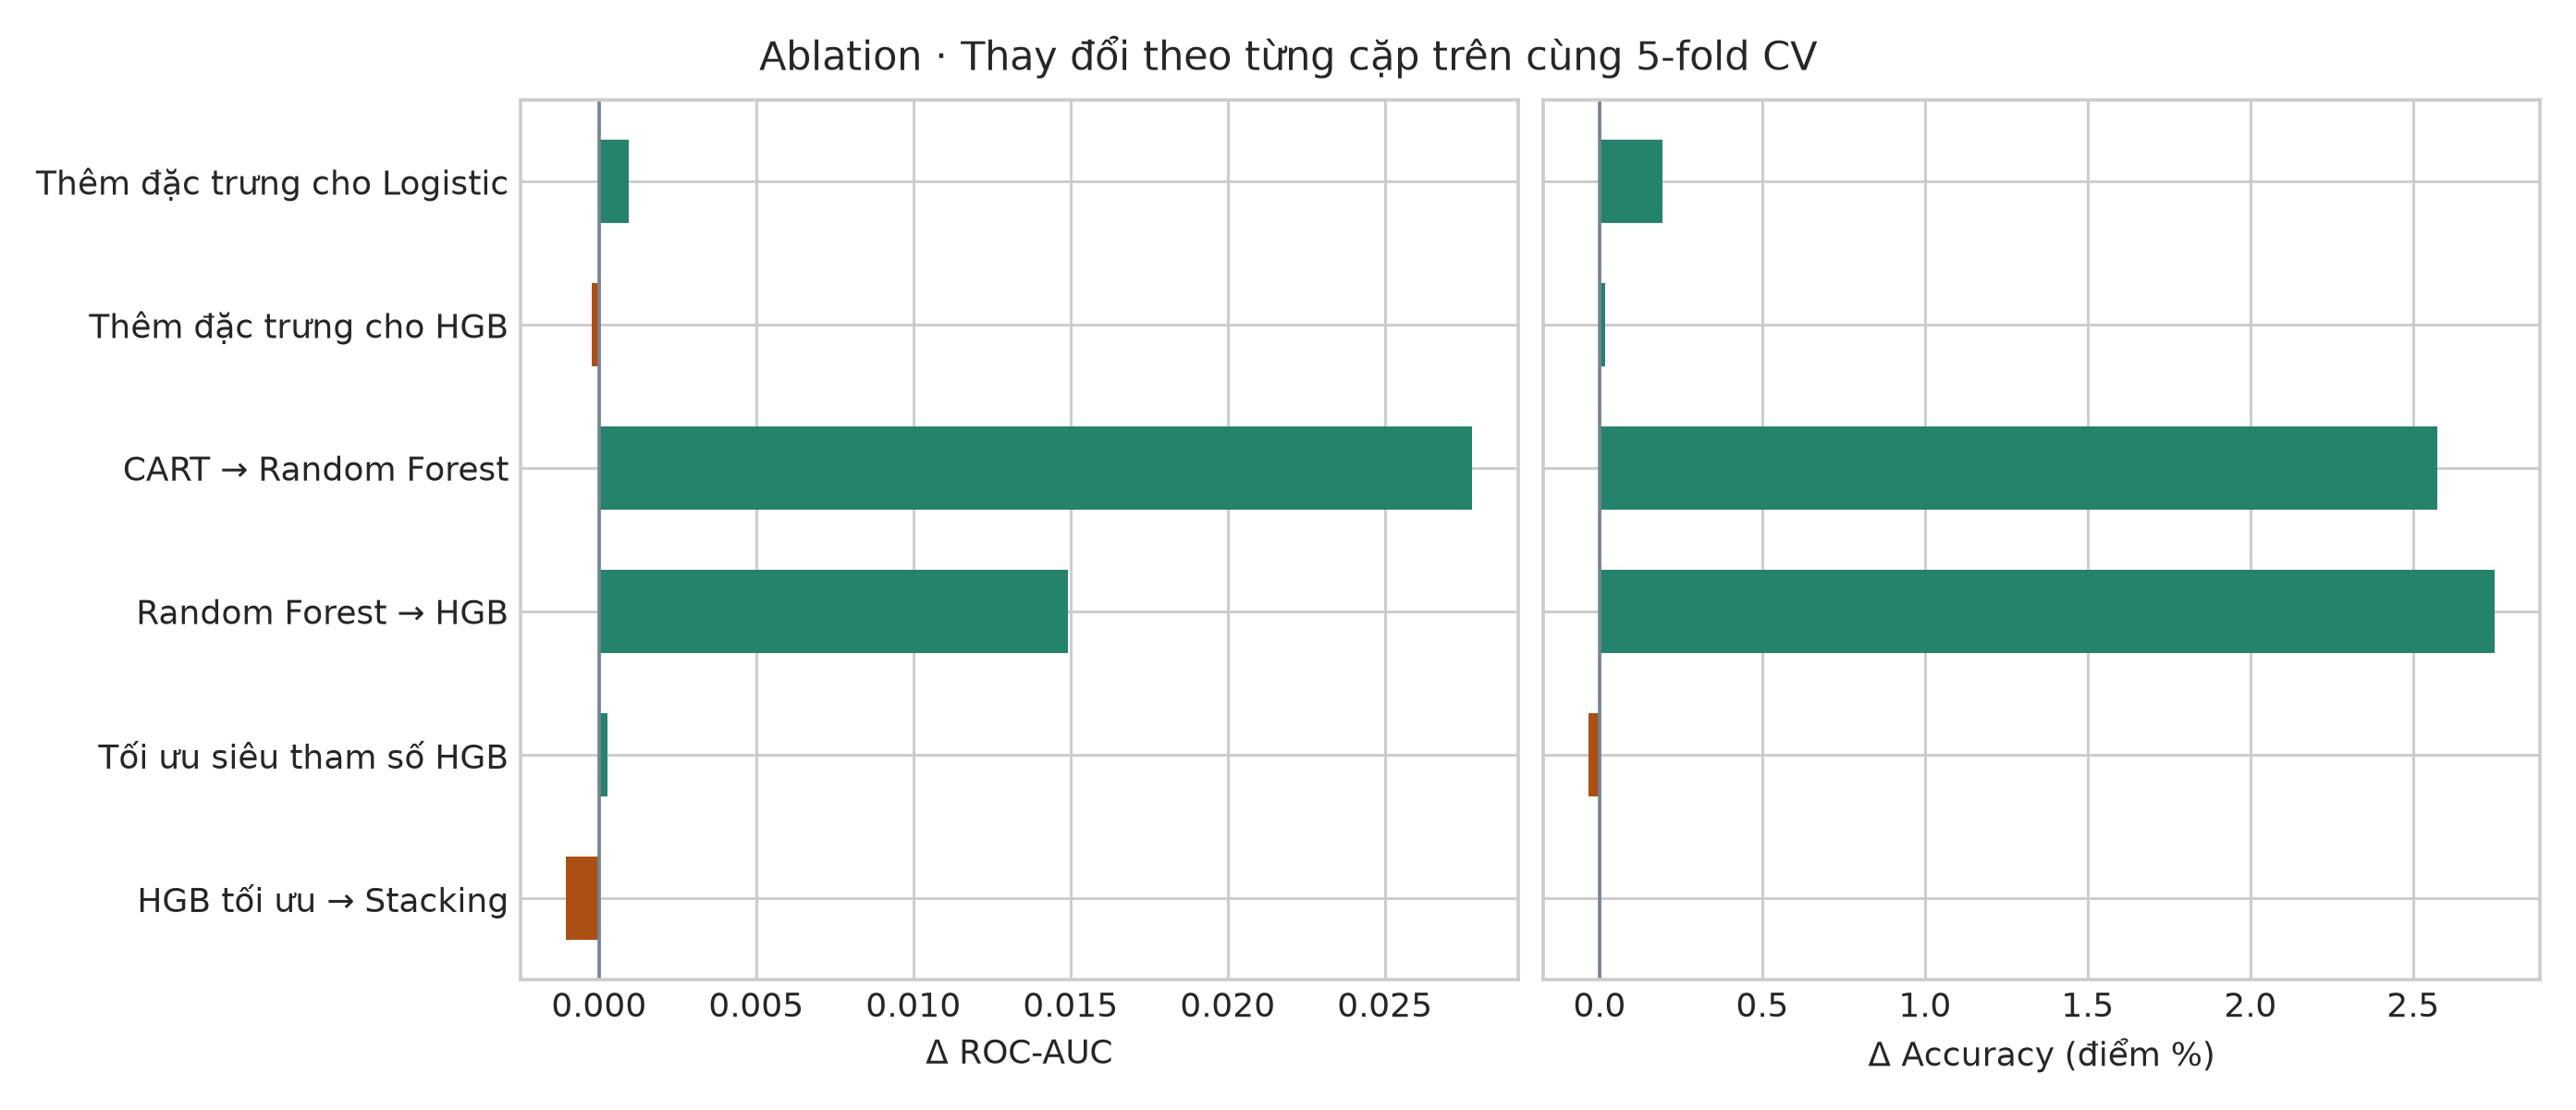 Ablation · Thay đổi theo từng cặp trên cùng 5-fold CV
Thêm đặc trưng cho Logistic
Thêm đặc trưng cho HGB
CART → Random Forest
Random Forest → HGB
Tối ưu siêu tham số HGB
HGB tối ưu → Stacking
0.000 0.005 0.010 0.015 0.020 0.025
Δ ROC-AUC
0.0 0.5 1.0 1.5 2.0 2.5
Δ Accuracy (điểm %)